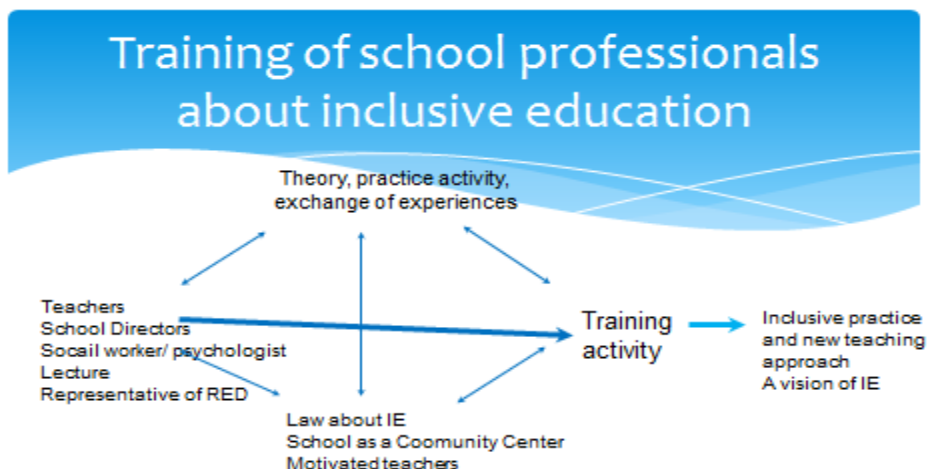 Training of school professionals
about inclusive education
Theory, practice activity,
exchange of experiences
Teachers
School Directors
Socail worker/ psychologist
Lecture
Representative of RED
Training
activity
Inclusive practice
and new teaching
approach
A vision of IE
Law about IE
School as a Coomunity Center
Motivated teachers